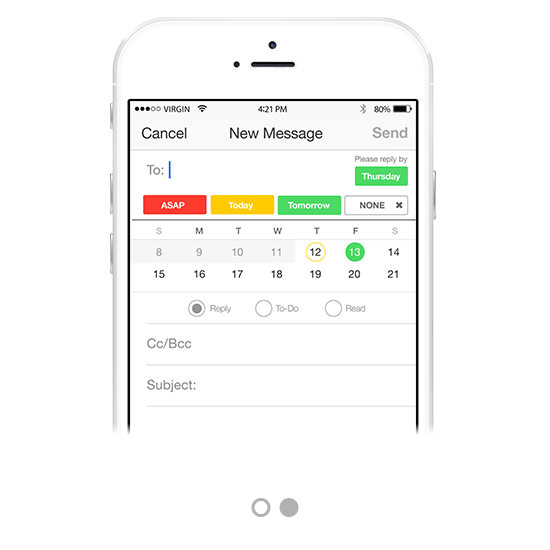 VIRGIN 4:21 PM 80%
Cancel New Message Send
Please reply by
To: Thursday
ASAP Today Tomorrow NONE ✖
S M T W T F S
8 9 10 11 12 13 14
15 16 17 18 19 20 21
Reply To-Do Read
Cc/Bcc
Subject: